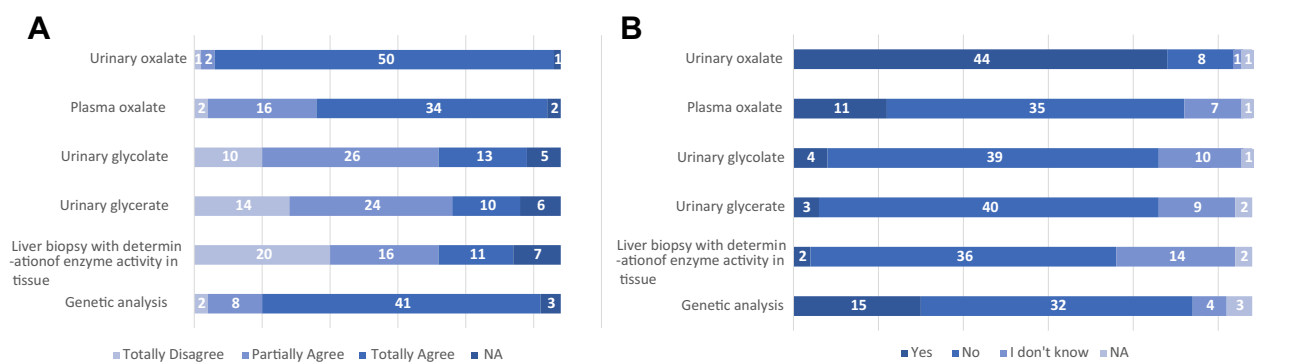 A
Urinary oxalate 1 2 50 1
Plasma oxalate 2 16 34 2
Urinary glycolate 10 26 13 5
Urinary glycerate 14 24 10 6
Liver biopsy with determin
-ationof enzyme activity in
tissue
20 16 11 7
Genetic analysis 2 8 41 3
Totally Disagree Partially Agree Totally Agree NA
B
Urinary oxalate 44 8 1 1
Plasma oxalate 11 35 7 1
Urinary glycolate 4 39 10 1
Urinary glycerate 3 40 9 2
Liver biopsy with determin
-ationof enzyme activity in
tissue
2 36 14 2
Genetic analysis 15 32 4 3
Yes No I don't know NA